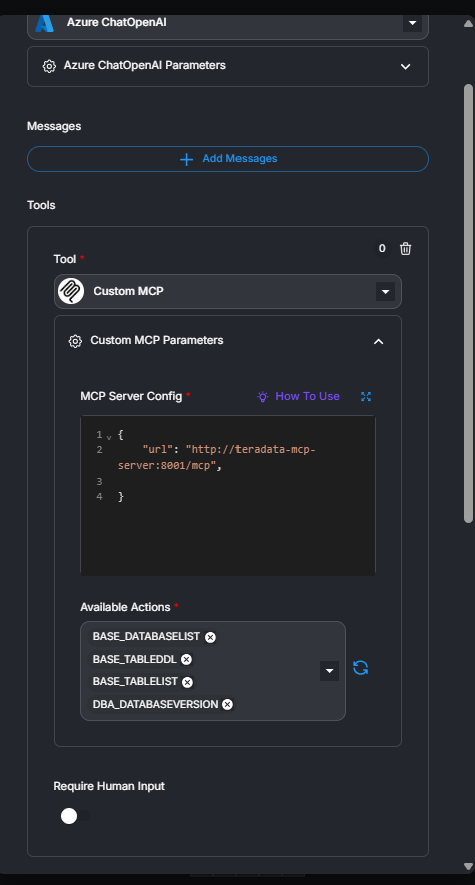 Azure ChatOpenAI
Azure ChatOpenAI Parameters
Messages
Add Messages
Tools
0
Tool *
Custom MCP
Custom MCP Parameters
MCP Server Config * How To Use
1 {
2 "url": "http://teradata-mcp-
server:8001/mcp",
3
4 }
Available Actions *
BASE_DATABASELIST
BASE_TABLEDDL
BASE_TABLELIST
DBA_DATABASEVERSION
Require Human Input